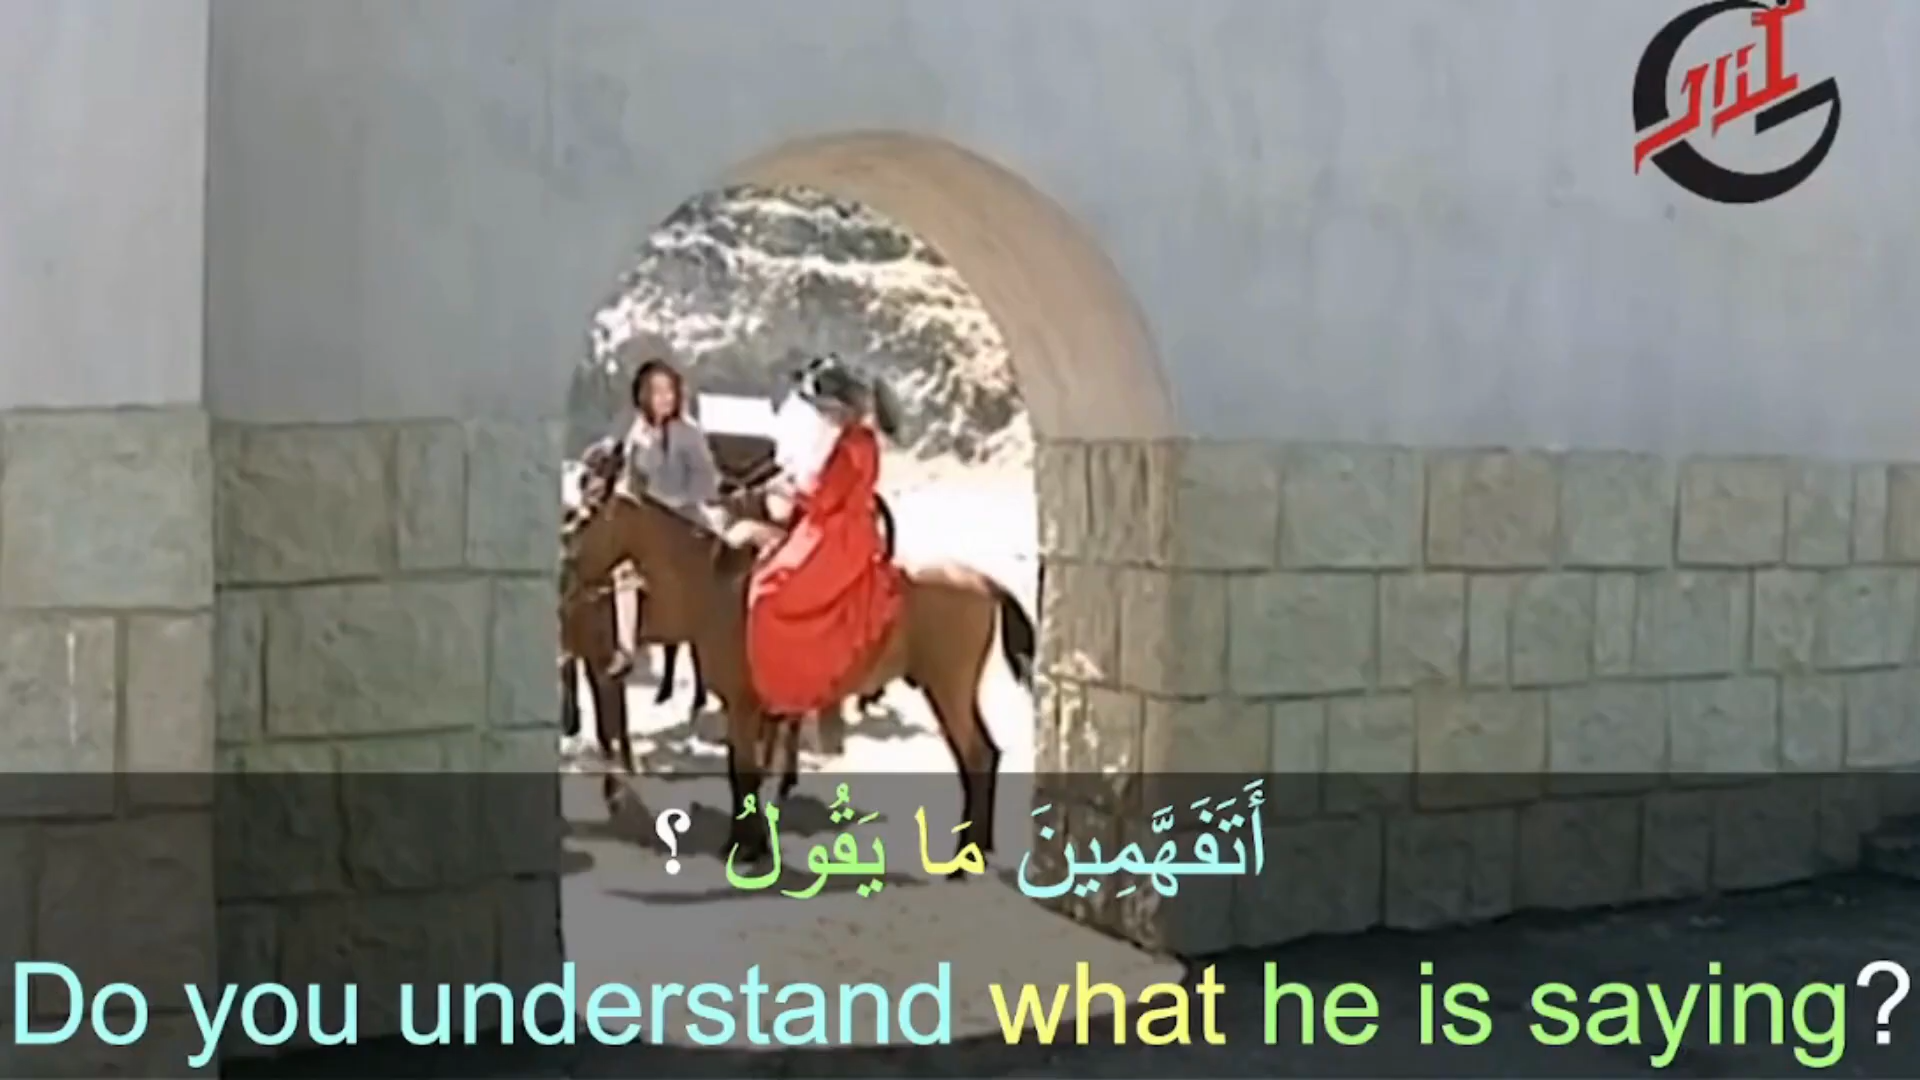 أَتَفَهَّمِينَ مَا يَقُولُ ؟
Do you understand what he is saying?